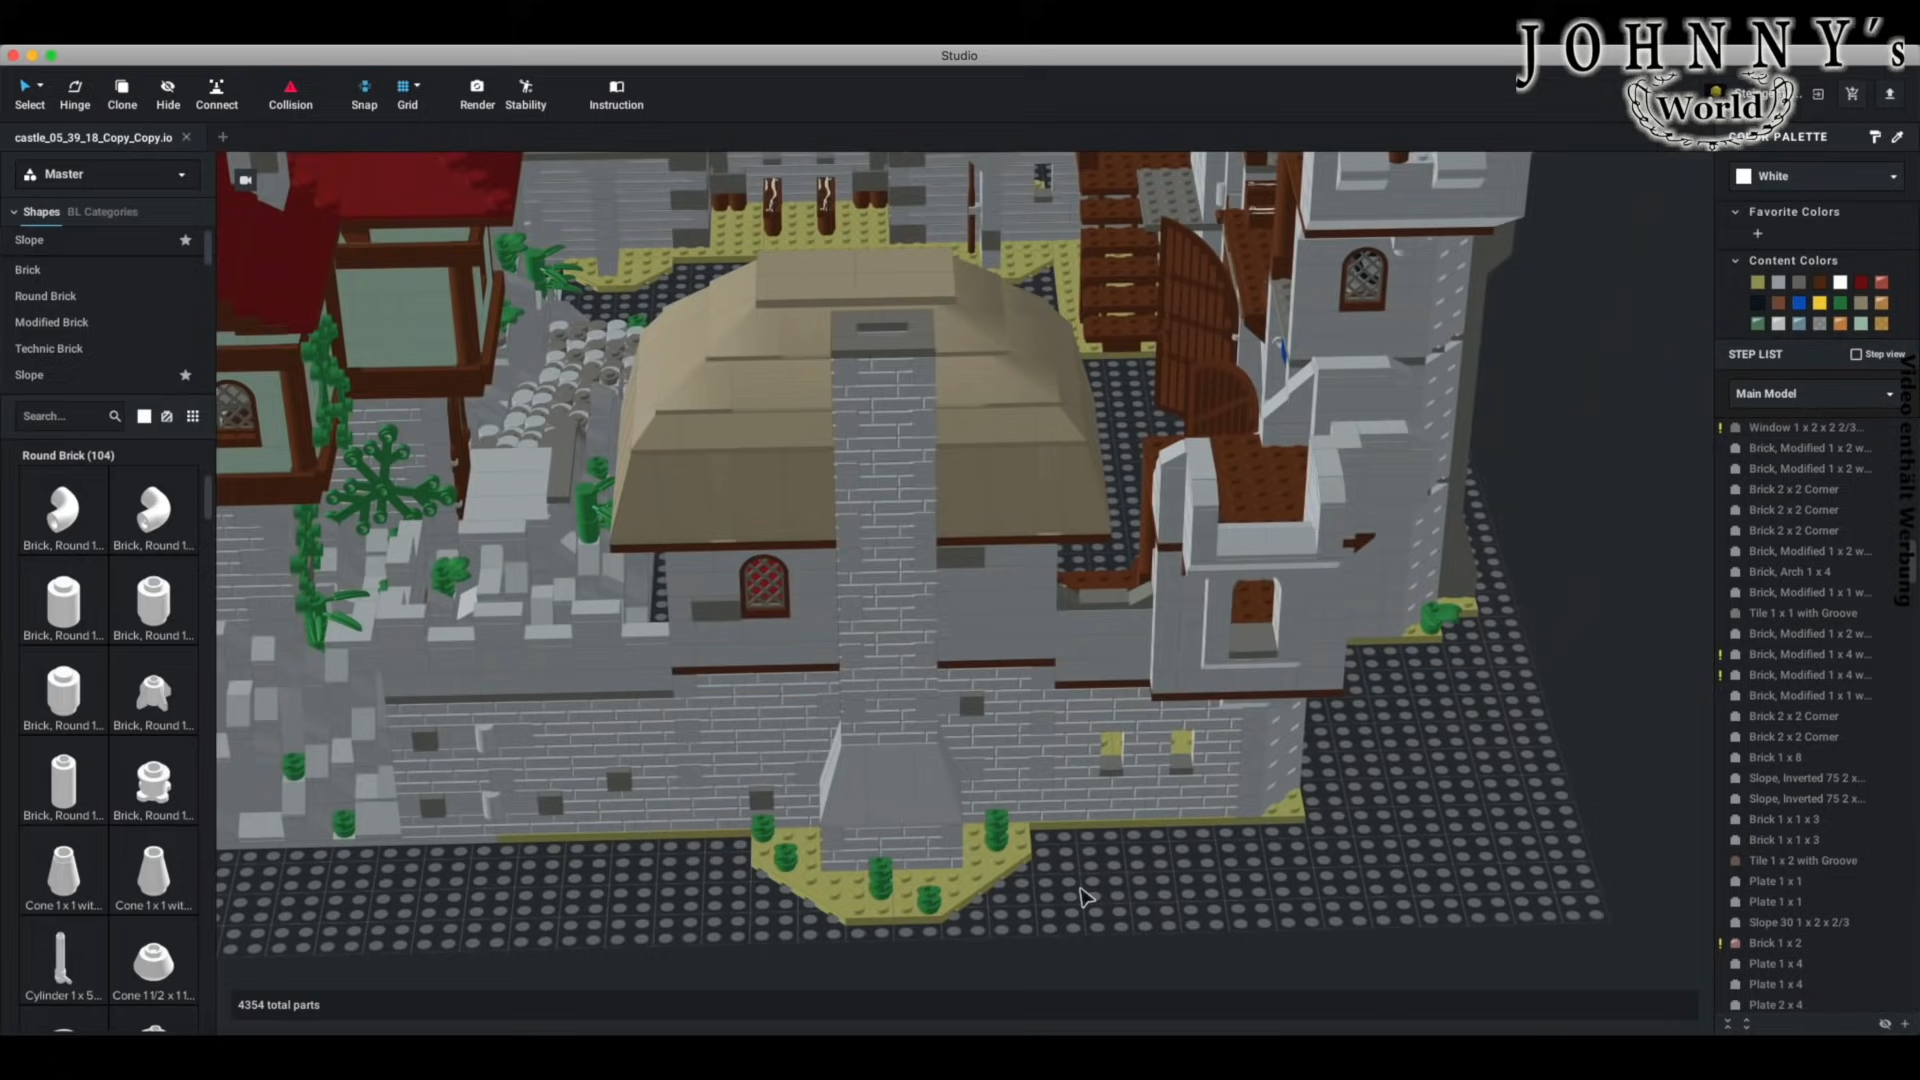 JOHNNY's
World
Studio
Select
Hinge
Clone
Hide
Connect
Collision
Snap
Grid
Render
Stability
Instruction
castle_05_39_18_Copy_Copy.io
Master
Shapes BL Categories
Slope
Brick
Round Brick
Modified Brick
Technic Brick
Slope
Search...
Round Brick (104)
Brick, Round 1... Brick, Round 1...
Brick, Round 1... Brick, Round 1...
Brick, Round 1... Brick, Round 1...
Brick, Round 1... Brick, Round 1...
Cone 1 x 1 wit... Cone 1 x 1 wit...
Cylinder 1 x 5... Cone 1 1/2 x 1 1...
4354 total parts
PALETTE
White
Favorite Colors
Content Colors
STEP LIST Step view
Main Model
Window 1 x 2 x 2 2/3...
Brick, Modified 1 x 2 w...
Brick, Modified 1 x 2 w...
Brick 2 x 2 Corner
Brick 2 x 2 Corner
Brick 2 x 2 Corner
Brick, Modified 1 x 2 w...
Brick, Arch 1 x 4
Brick, Modified 1 x 1 w...
Tile 1 x 1 with Groove
Brick, Modified 1 x 2 w...
Brick, Modified 1 x 4 w...
Brick, Modified 1 x 4 w...
Brick, Modified 1 x 1 w...
Brick 2 x 2 Corner
Brick 2 x 2 Corner
Brick 1 x 8
Slope, Inverted 75 2 x...
Slope, Inverted 75 2 x...
Brick 1 x 1 x 3
Brick 1 x 1 x 3
Tile 1 x 2 with Groove
Plate 1 x 1
Plate 1 x 1
Slope 30 1 x 2 x 2/3
Brick 1 x 2
Plate 1 x 4
Plate 1 x 4
Plate 2 x 4
Video enthält Werbung